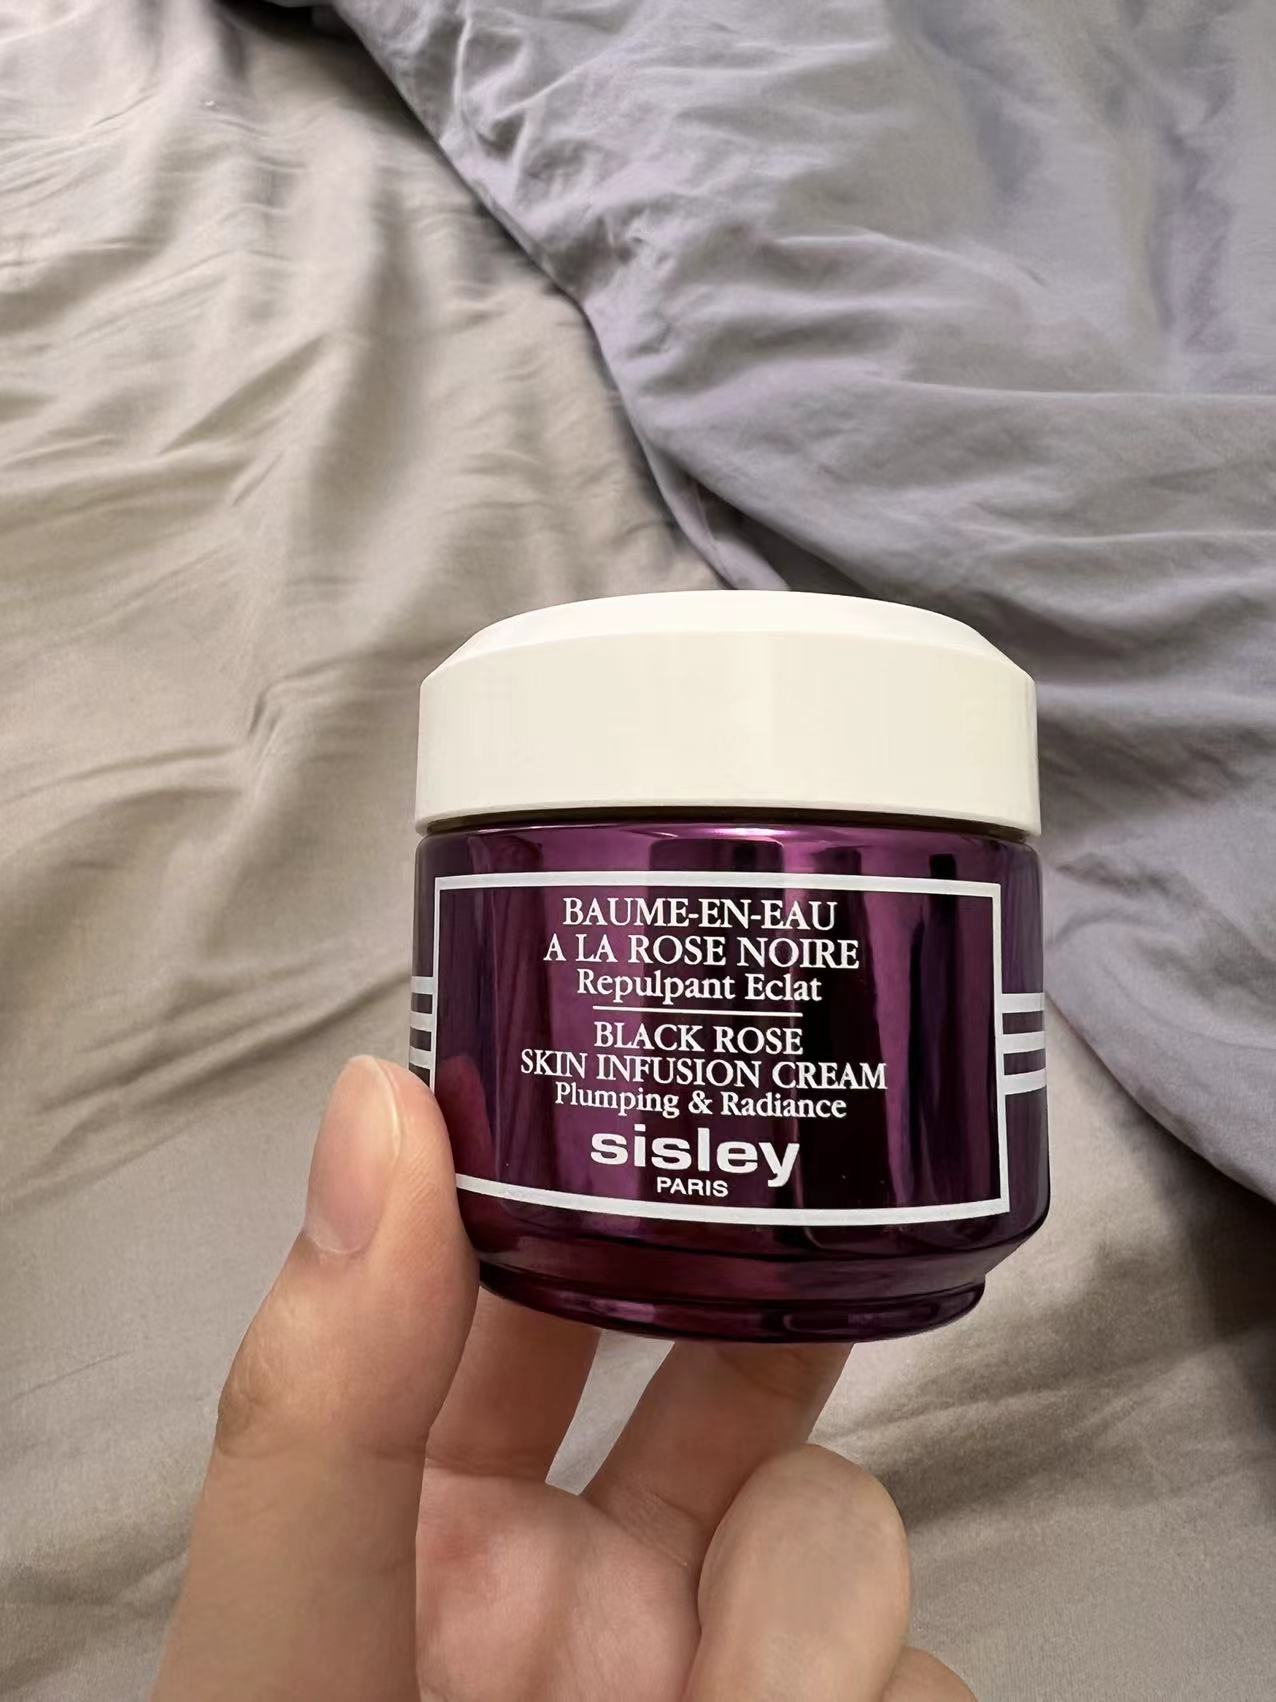 BAUME-EN-EAU
A LA ROSE NOIRE
Repulpant Eclat
BLACK ROSE
SKIN INFUSION CREAM
Plumping & Radiance
sisley
PARIS